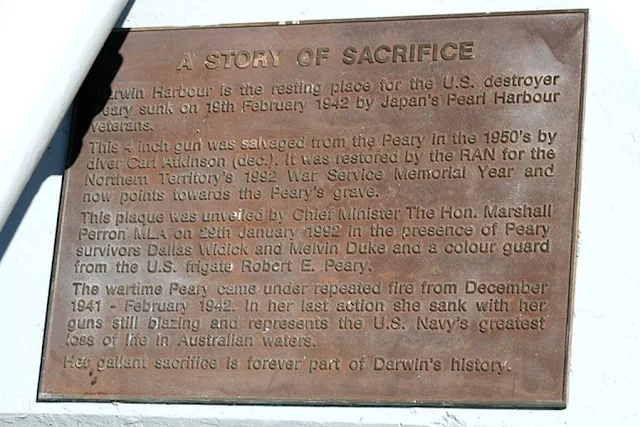 A STORY OF SACRIFICE
Darwin Harbour is the resting place for the U.S. destroyer
Peary sunk on 19th February 1942 by Japan's Pearl Harbour
veterans.
This 4 inch gun was salvaged from the Peary in the 1950's by
diver Carl Atkinson (dec.). It was restored by the RAN for the
Northern Territory's 1992 War Service Memorial Year and
now points towards the Peary's grave.
This plaque was unveiled by Chief Minister The Hon. Marshall
Perron MLA on 29th January 1992 in the presence of Peary
survivors Dallas Widick and Melvin Duke and a colour guard
from the U.S. frigate Robert E. Peary.
The wartime Peary came under repeated fire from December
1941 - February 1942. In her last action she sank with her
guns still blazing and represents the U.S. Navy's greatest
loss of life in Australian waters.
Her gallant sacrifice is forever part of Darwin's history.